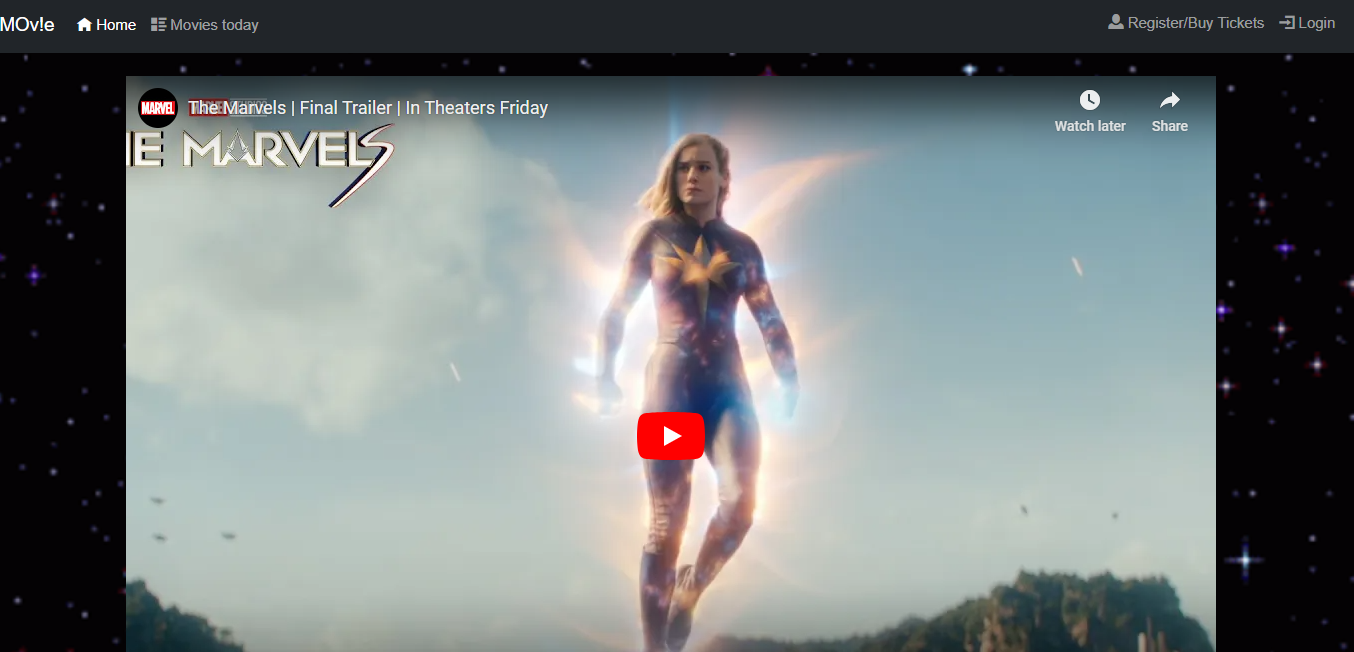 MOv!e Home Movies today Register/Buy Tickets Login
MARVEL The Marvels | Final Trailer | In Theaters Friday
Watch later Share
E MARVELS